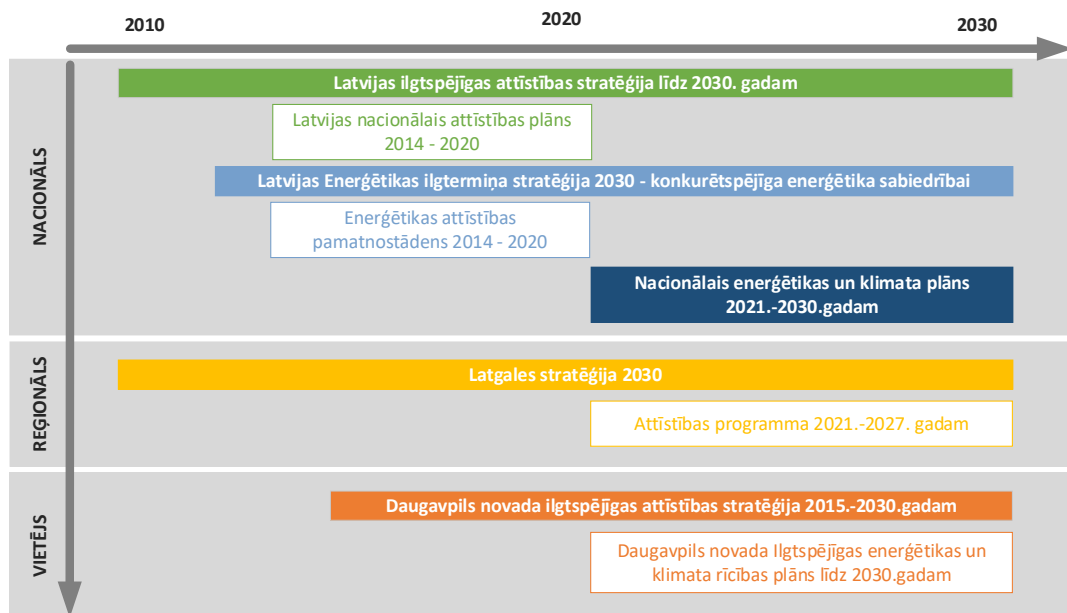 2010
2020
2030
NACIONĀLS
Latvijas ilgtspējīgas attīstības stratēģija līdz 2030. gadam
Latvijas nacionālais attīstības plāns
2014 - 2020
Latvijas Enerģētikas ilgtermiņa stratēģija 2030 - konkurētspējīga enerģētika sabiedrībai
Enerģētikas attīstības
pamatnostādens 2014 - 2020
Nacionālais enerģētikas un klimata plāns
2021.-2030.gadam
REĢIONĀLS
Latgales stratēģija 2030
Attīstības programma 2021.-2027. gadam
VIETĒJS
Daugavpils novada ilgtspējīgas attīstības stratēģija 2015.-2030.gadam
Daugavpils novada Ilgtspējīgas enerģētikas un
klimata rīcības plāns līdz 2030.gadam